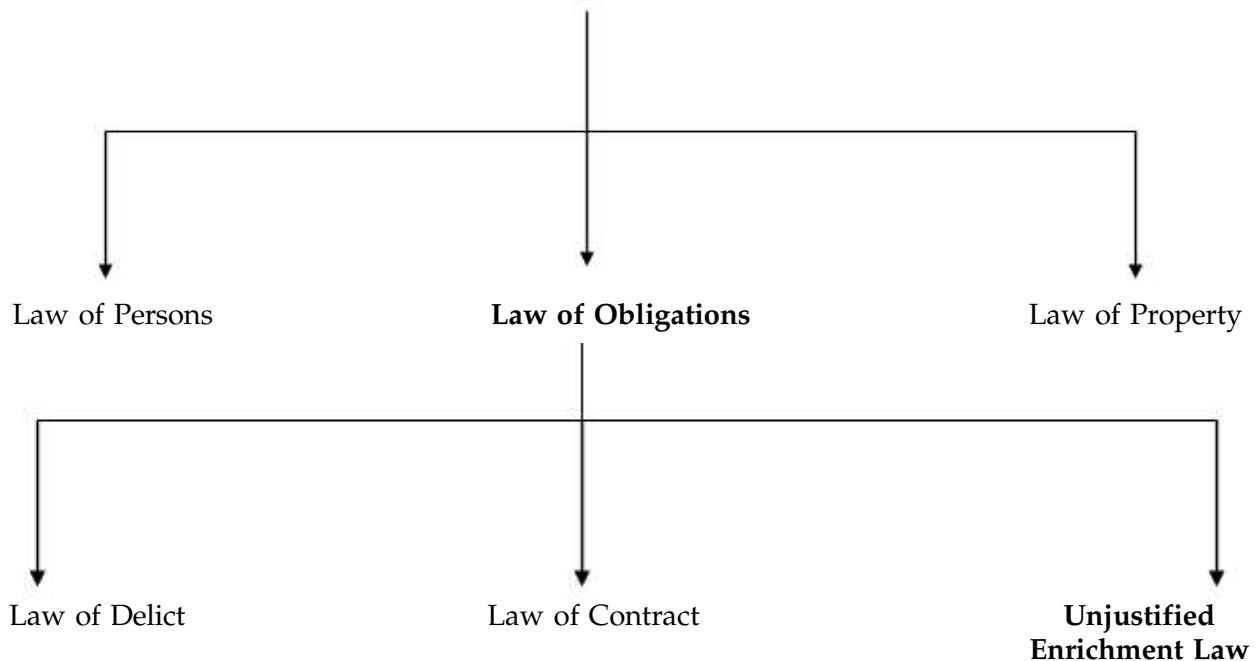 Law of Persons
Law of Obligations
Law of Property
Law of Delict
Law of Contract
Unjustified
Enrichment Law